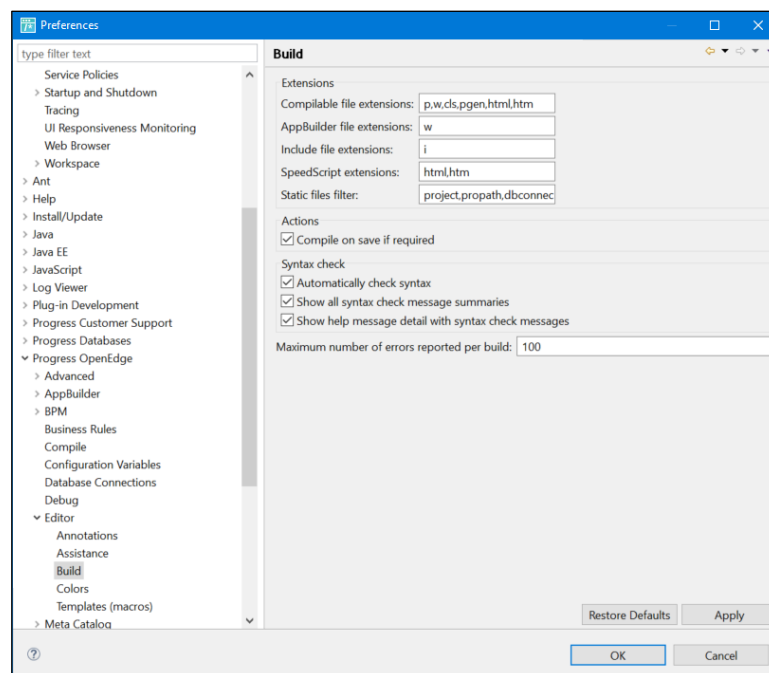 Preferences
type filter text
Service Policies
Startup and Shutdown
Tracing
UI Responsiveness Monitoring
Web Browser
Workspace
Ant
Help
Install/Update
Java
Java EE
JavaScript
Log Viewer
Plug-in Development
Progress Customer Support
Progress Databases
Progress OpenEdge
Advanced
AppBuilder
BPM
Business Rules
Compile
Configuration Variables
Database Connections
Debug
Editor
Annotations
Assistance
Build
Colors
Templates (macros)
Meta Catalog
Build
Extensions
Compilable file extensions: p,w,cls,pgen,html,htm
AppBuilder file extensions: w
Include file extensions: i
SpeedScript extensions: html,htm
Static files filter: project,propath,dbconnec
Actions
Compile on save if required
Syntax check
Automatically check syntax
Show all syntax check message summaries
Show help message detail with syntax check messages
Maximum number of errors reported per build: 100
Restore Defaults Apply
OK Cancel